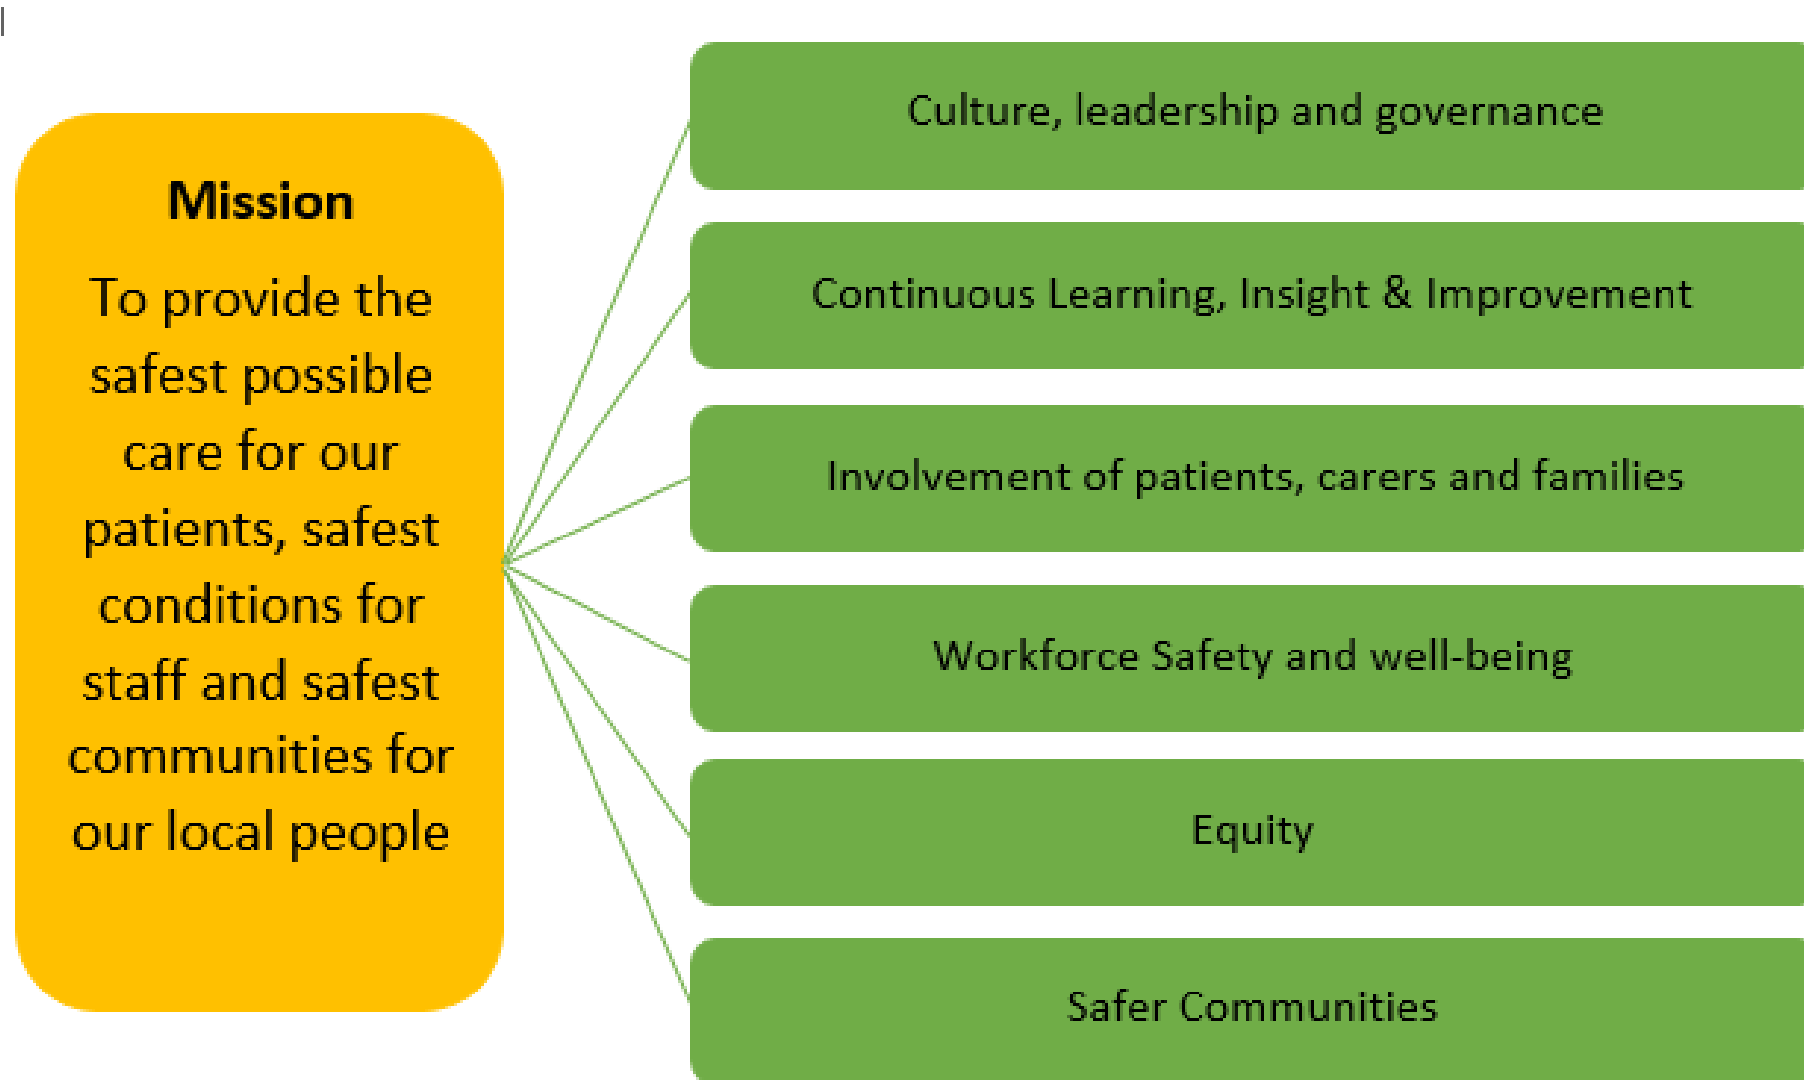 Mission
To provide the
safest possible
care for our
patients, safest
conditions for
staff and safest
communities for
our local people
Culture, leadership and governance
Continuous Learning, Insight & Improvement
Involvement of patients, carers and families
Workforce Safety and well-being
Equity
Safer Communities